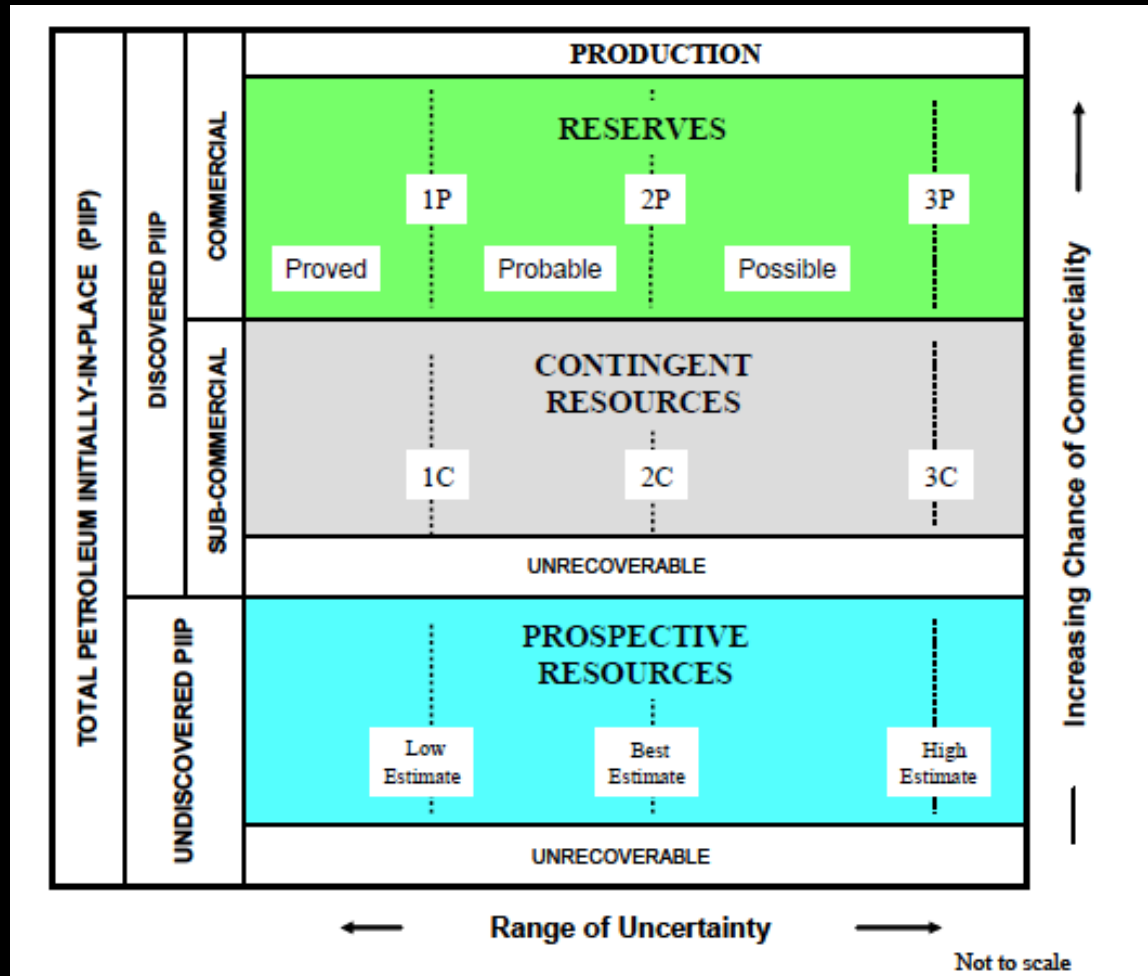 TOTAL PETROLEUM INITIALLY-IN-PLACE (PIIP)
DISCOVERED PIIP
COMMERCIAL
PRODUCTION
RESERVES
1P
2P
3P
Proved
Probable
Possible
SUB-COMMERCIAL
CONTINGENT
RESOURCES
1C
2C
3C
UNRECOVERABLE
UNDISCOVERED PIIP
PROSPECTIVE
RESOURCES
Low
Estimate
Best
Estimate
High
Estimate
UNRECOVERABLE
Increasing Chance of Commerciality
Range of Uncertainty
Not to scale